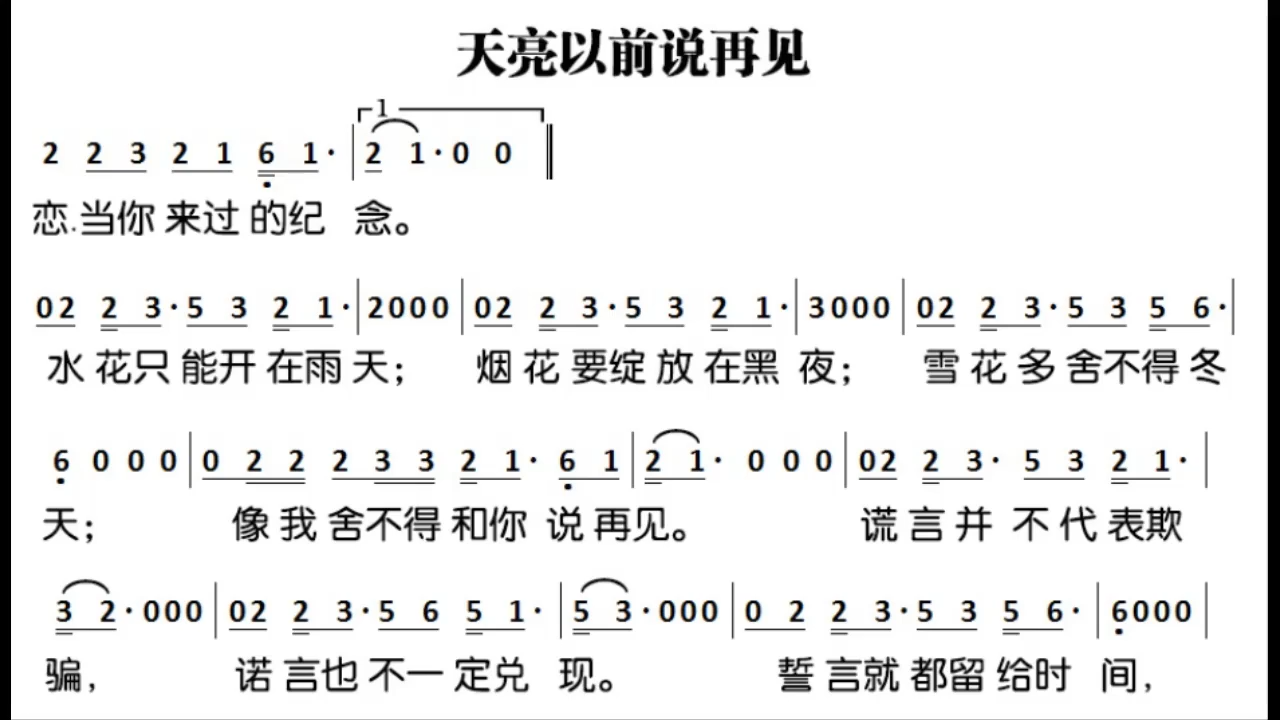 天亮以前说再见
1
2 2 3 2 1 6 1· | 2 1· 0 0
恋.当你 来过 的纪 念。
02 2 3·5 3 2 1· | 2000 | 02 2 3·5 3 2 1· | 3000 | 02 2 3·5 3 5 6· |
水 花只 能开 在雨 天； 烟 花 要绽 放 在黑 夜； 雪 花 多 舍不得 冬
6 0 0 0 | 0 2 2 2 3 3 2 1· 6 1 | 2 1· 0 0 0 | 02 2 3· 5 3 2 1· |
天； 像 我 舍不得 和你 说 再见。 谎 言 并 不 代 表欺
3 2·000 | 02 2 3·5 6 5 1· | 5 3·000 | 0 2 2 3·5 3 5 6· | 6000 |
骗， 诺 言也 不一 定兑 现。 誓 言就 都留 给时 间，